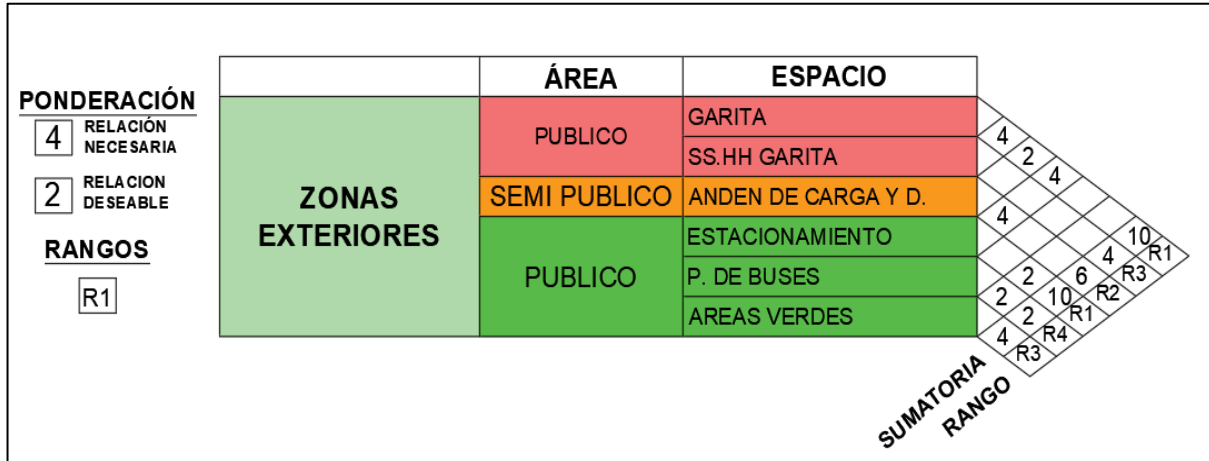 ÁREA
ESPACIO
PONDERACIÓN
4
RELACIÓN
NECESARIA
2
RELACION
DESEABLE
RANGOS
R1
ZONAS
EXTERIORES
PUBLICO
GARITA
SS.HH GARITA
SEMI PUBLICO
ANDEN DE CARGA Y D.
PUBLICO
ESTACIONAMIENTO
P. DE BUSES
AREAS VERDES
4
2
4
4
10
R1
4
R3
2
6
R2
2
10
R1
2
R4
4
R3
SUMATORIA
RANGO